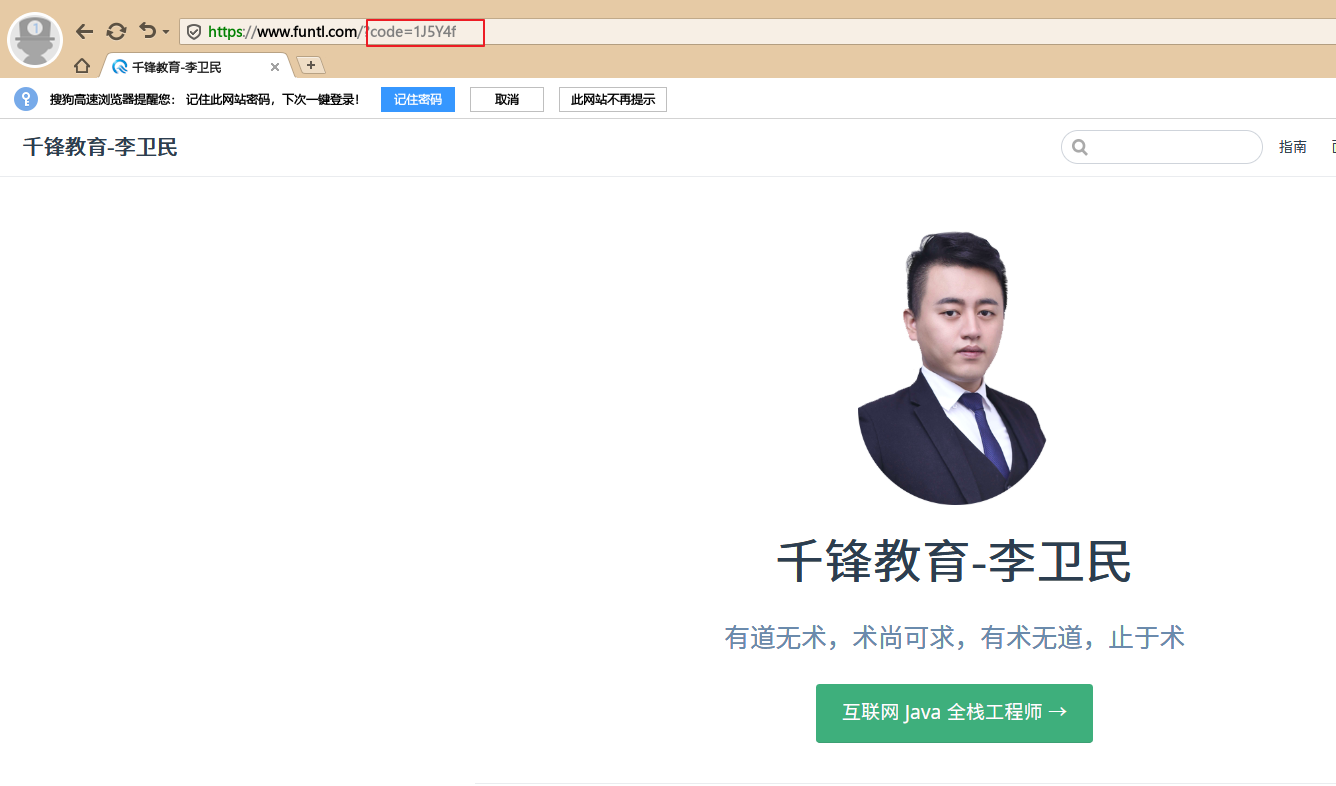 https://www.funtl.com/?code=1J5Y4f
千锋教育-李卫民
搜狗高速浏览器提醒您： 记住此网站密码，下次一键登录！ 记住密码 取消 此网站不再提示
千锋教育-李卫民 指南
千锋教育-李卫民
有道无术，术尚可求，有术无道，止于术
互联网 Java 全栈工程师 →